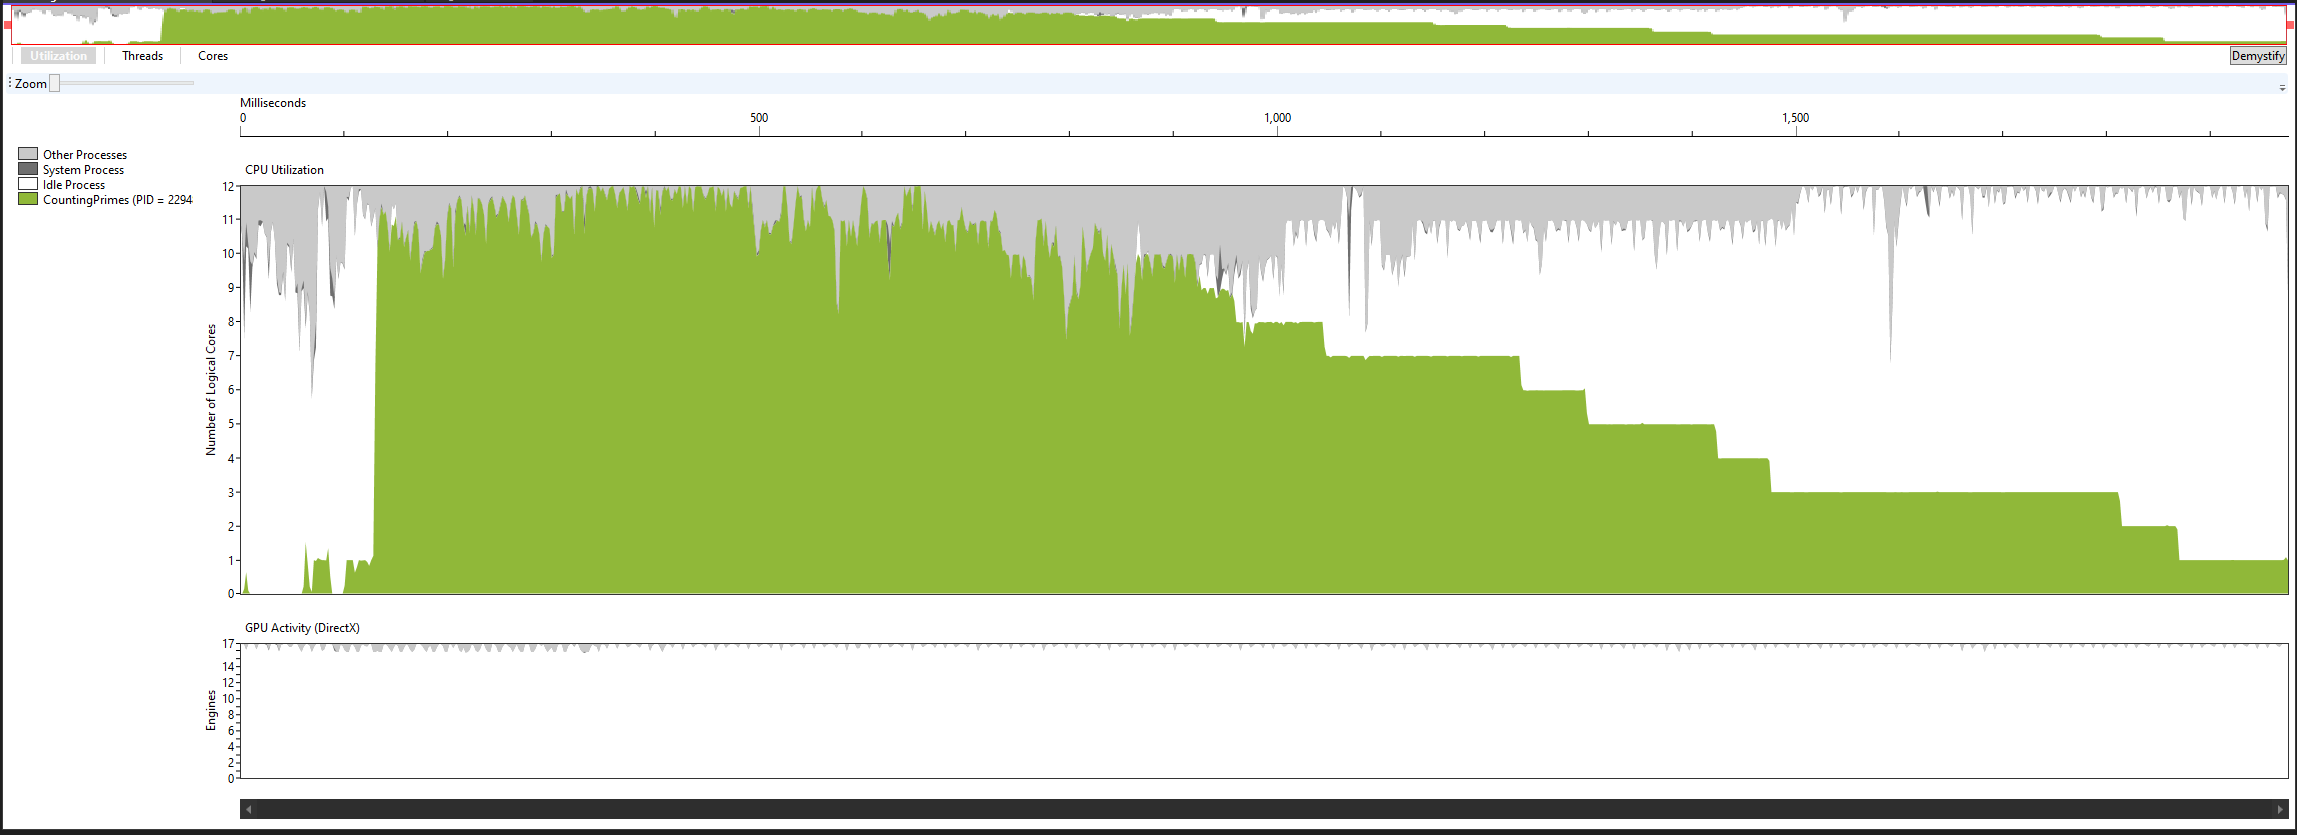 Utilization Threads Cores Demystify
Zoom
Milliseconds
0 500 1,000 1,500
Other Processes
System Process
Idle Process
CountingPrimes (PID = 2294
CPU Utilization
Number of Logical Cores
12
11
10
9
8
7
6
5
4
3
2
1
0
GPU Activity (DirectX)
Engines
17
14
12
10
8
6
4
2
0